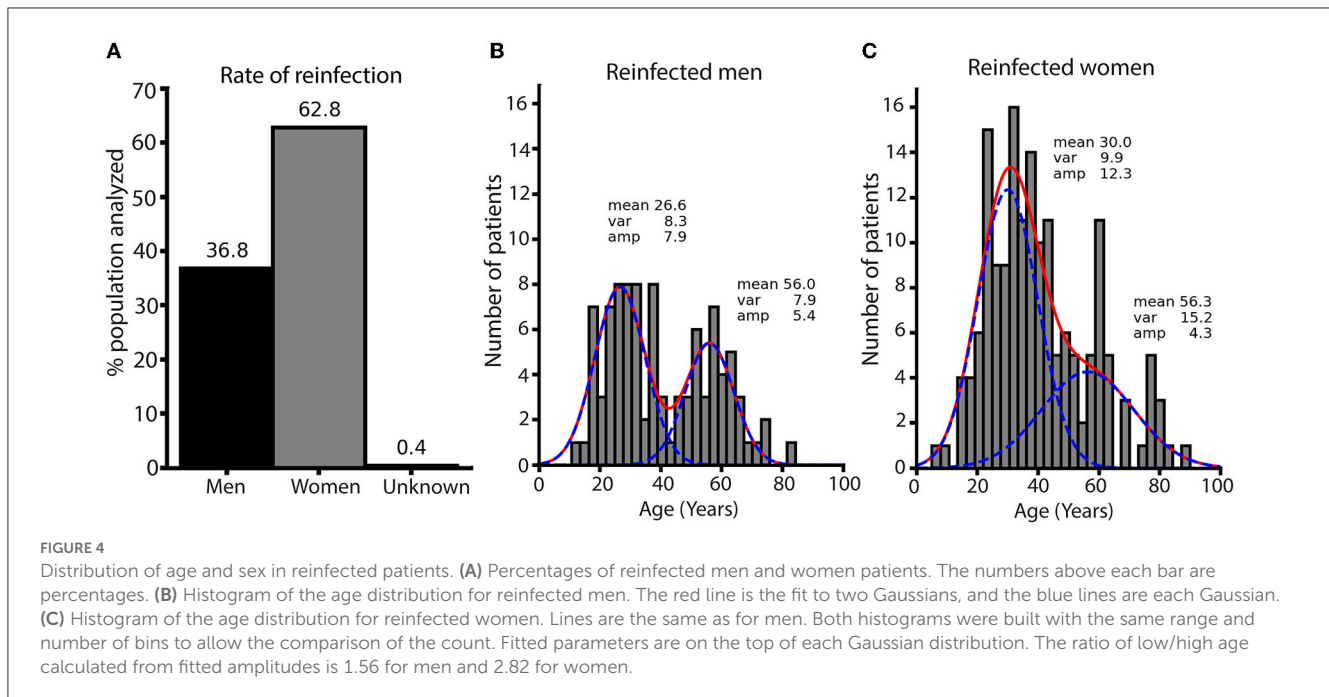 A
Rate of reinfection
% population analyzed
70
60
50
40
30
20
10
0
36.8
62.8
0.4
Men Women Unknown
B
Reinfected men
Number of patients
16
14
12
10
8
6
4
2
0
mean 26.6
var 8.3
amp 7.9
mean 56.0
var 7.9
amp 5.4
0 20 40 60 80 100
Age (Years)
C
Reinfected women
Number of patients
16
14
12
10
8
6
4
2
0
mean 30.0
var 9.9
amp 12.3
mean 56.3
var 15.2
amp 4.3
0 20 40 60 80 100
Age (Years)
FIGURE 4
Distribution of age and sex in reinfected patients. (A) Percentages of reinfected men and women patients. The numbers above each bar are
percentages. (B) Histogram of the age distribution for reinfected men. The red line is the fit to two Gaussians, and the blue lines are each Gaussian.
(C) Histogram of the age distribution for reinfected women. Lines are the same as for men. Both histograms were built with the same range and
number of bins to allow the comparison of the count. Fitted parameters are on the top of each Gaussian distribution. The ratio of low/high age
calculated from fitted amplitudes is 1.56 for men and 2.82 for women.